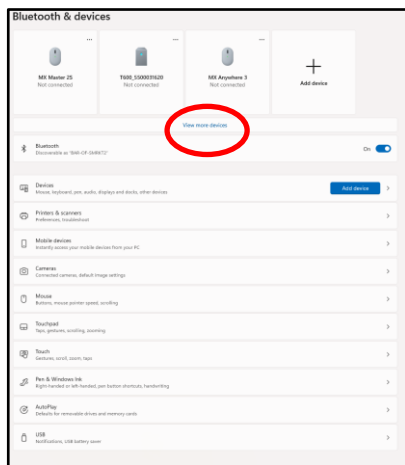 Bluetooth & devices
MX Master 2S
Not connected
T600_5S00031620
Not connected
MX Anywhere 3
Not connected
Add device
View more devices
Bluetooth
Discoverable as
On
Devices
Mouse, keyboard, pen, audio, displays and docks, other devices
Add device
Printers & scanners
Preferences, troubleshoot
Mobile devices
Instantly access your mobile devices from your PC
Cameras
Connected cameras, default image settings
Mouse
Buttons, mouse pointer speed, scrolling
Touchpad
Taps, gestures, scrolling, zooming
Touch
Gestures, scroll, zoom, taps
Pen & Windows Ink
Right-handed or left-handed, pen button shortcuts, handwriting
AutoPlay
Defaults for removable drives and memory cards
USB
Notifications, USB battery saver